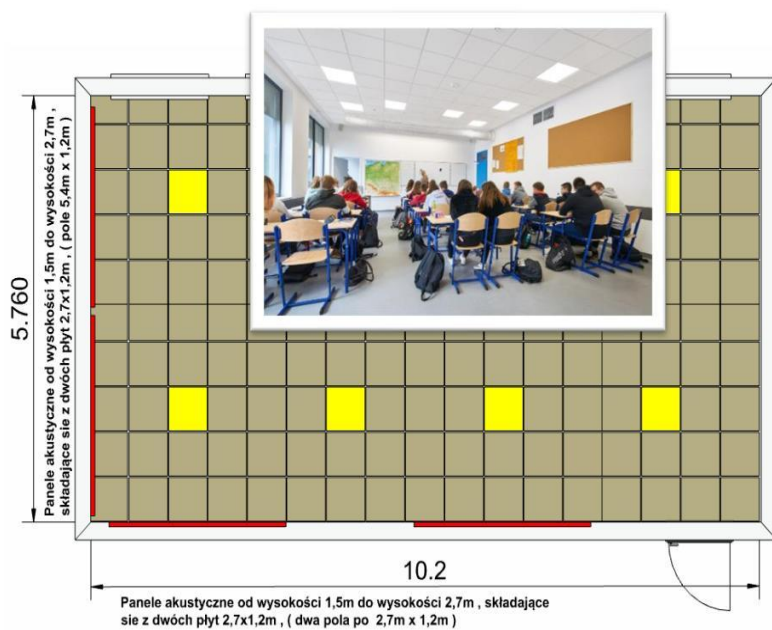 Panele akustyczne od wysokości 1,5m do wysokości 2,7m ,
składające sie z dwóch płyt 2,7x1,2m , ( pole 5,4m x 1,2m )
5.760
10.2
Panele akustyczne od wysokości 1,5m do wysokości 2,7m , składające
sie z dwóch płyt 2,7x1,2m , ( dwa pola po 2,7m x 1,2m )